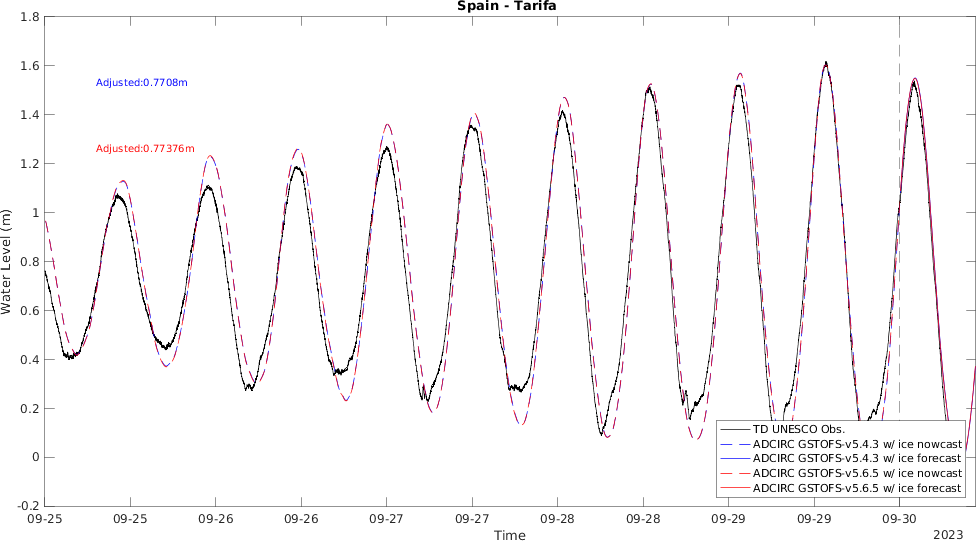 Spain - Tarifa
1.8
1.6
1.4
1.2
1
0.8
0.6
0.4
0.2
0
-0.2
Water Level (m)
Adjusted:0.7708m
Adjusted:0.77376m
TD UNESCO Obs.
ADCIRC GSTOFS-v5.4.3 w/ ice nowcast
ADCIRC GSTOFS-v5.4.3 w/ ice forecast
ADCIRC GSTOFS-v5.6.5 w/ ice nowcast
ADCIRC GSTOFS-v5.6.5 w/ ice forecast
09-25 09-25 09-26 09-26 09-27 09-27 09-28 09-28 09-29 09-29 09-30
Time
2023